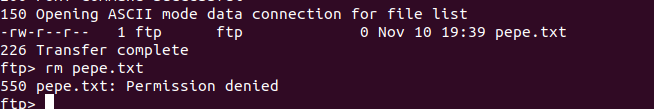 150 Opening ASCII mode data connection for file list
-rw-r--r--   1 ftp      ftp             0 Nov 10 19:39 pepe.txt
226 Transfer complete
ftp> rm pepe.txt
550 pepe.txt: Permission denied
ftp>